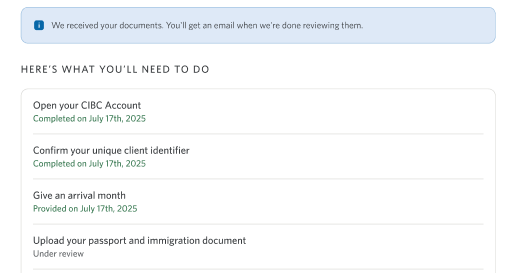 We received your documents. You'll get an email when we're done reviewing them.
HERE'S WHAT YOU'LL NEED TO DO
Open your CIBC Account
Completed on July 17th, 2025
Confirm your unique client identifier
Completed on July 17th, 2025
Give an arrival month
Provided on July 17th, 2025
Upload your passport and immigration document
Under review